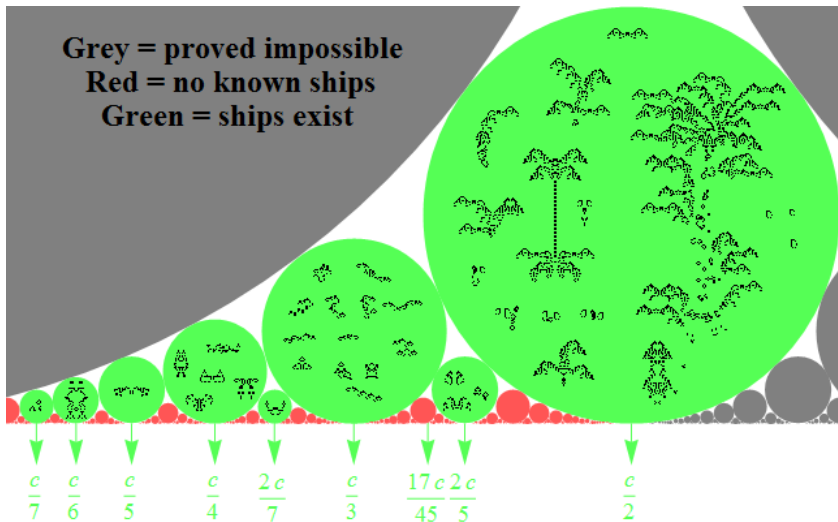 Grey = proved impossible
Red = no known ships
Green = ships exist
c/7 c/6 c/5 c/4 2c/7 c/3 17c/45 2c/5 c/2